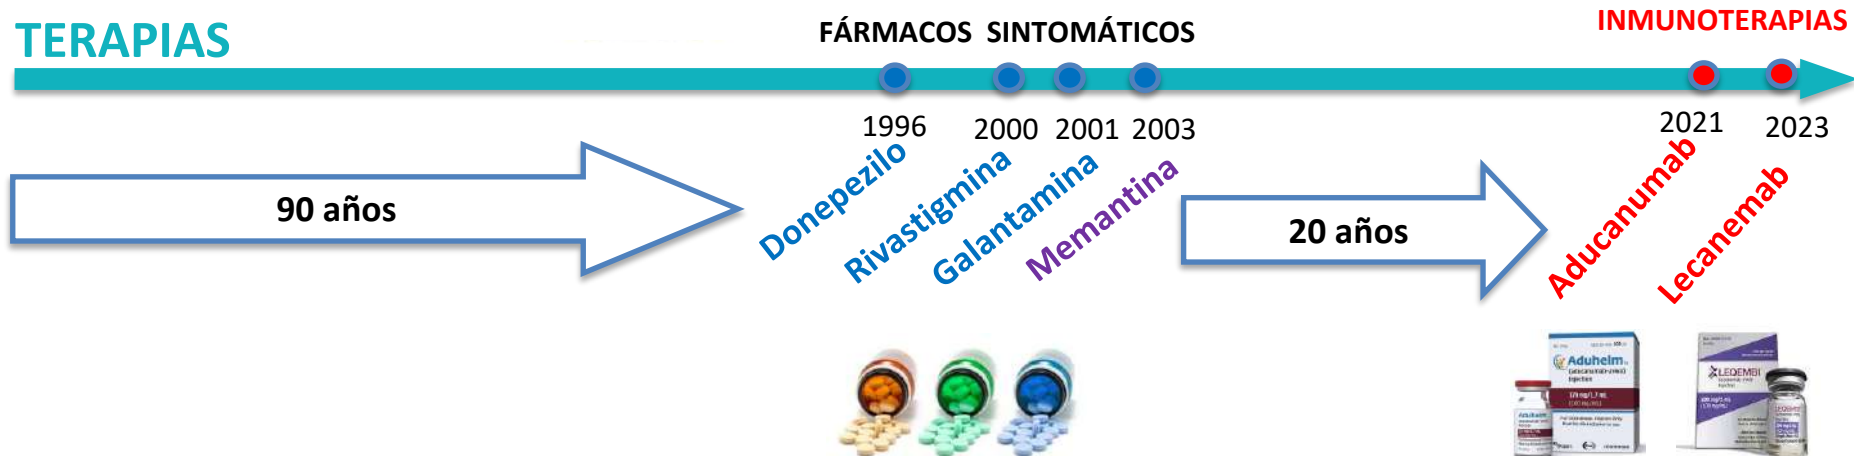 TERAPIAS
FÁRMACOS SINTOMÁTICOS
INMUNOTERAPIAS
1996
2000
2001
2003
2021
2023
90 años
Donepezilo
Rivastigmina
Galantamina
Memantina
20 años
Aducanumab
Lecanemab
Aduhelm
LEQEMBI